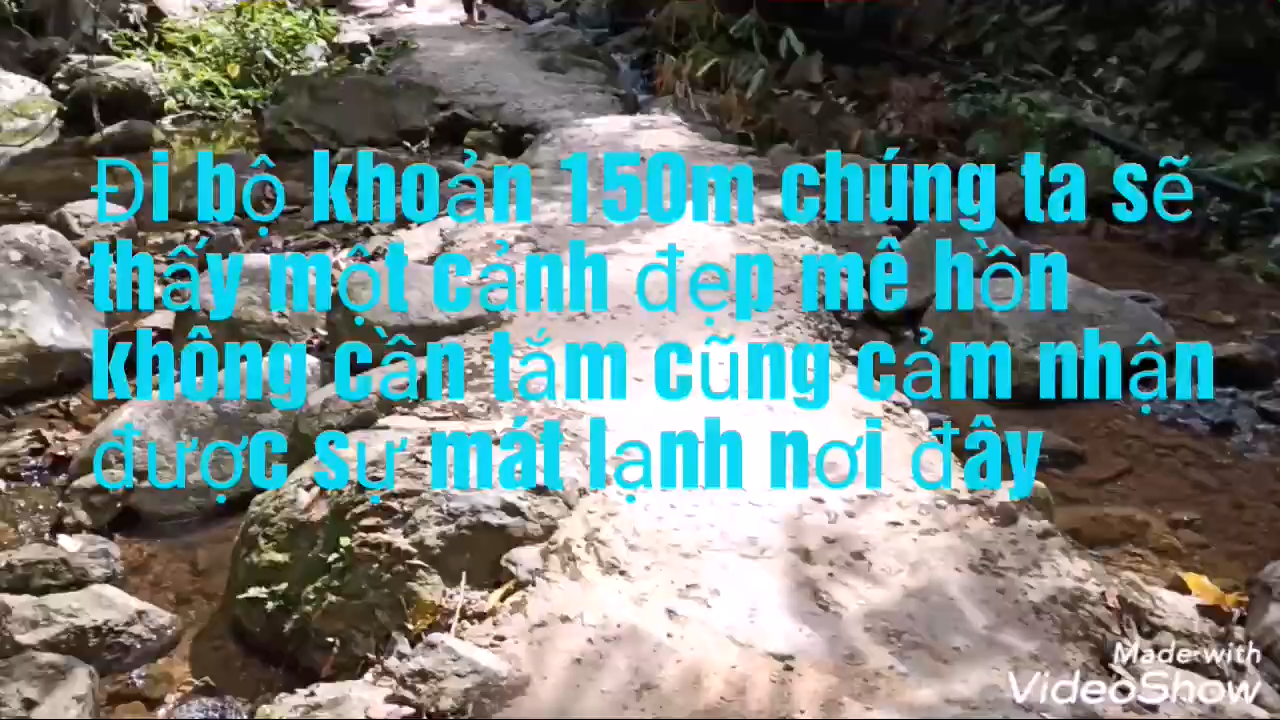 Đi bộ khoản 150m chúng ta sẽ
thấy một cảnh đẹp mê hồn
không cần tắm cũng cảm nhận
được sự mát lạnh nơi đây
Made with
VideoShow